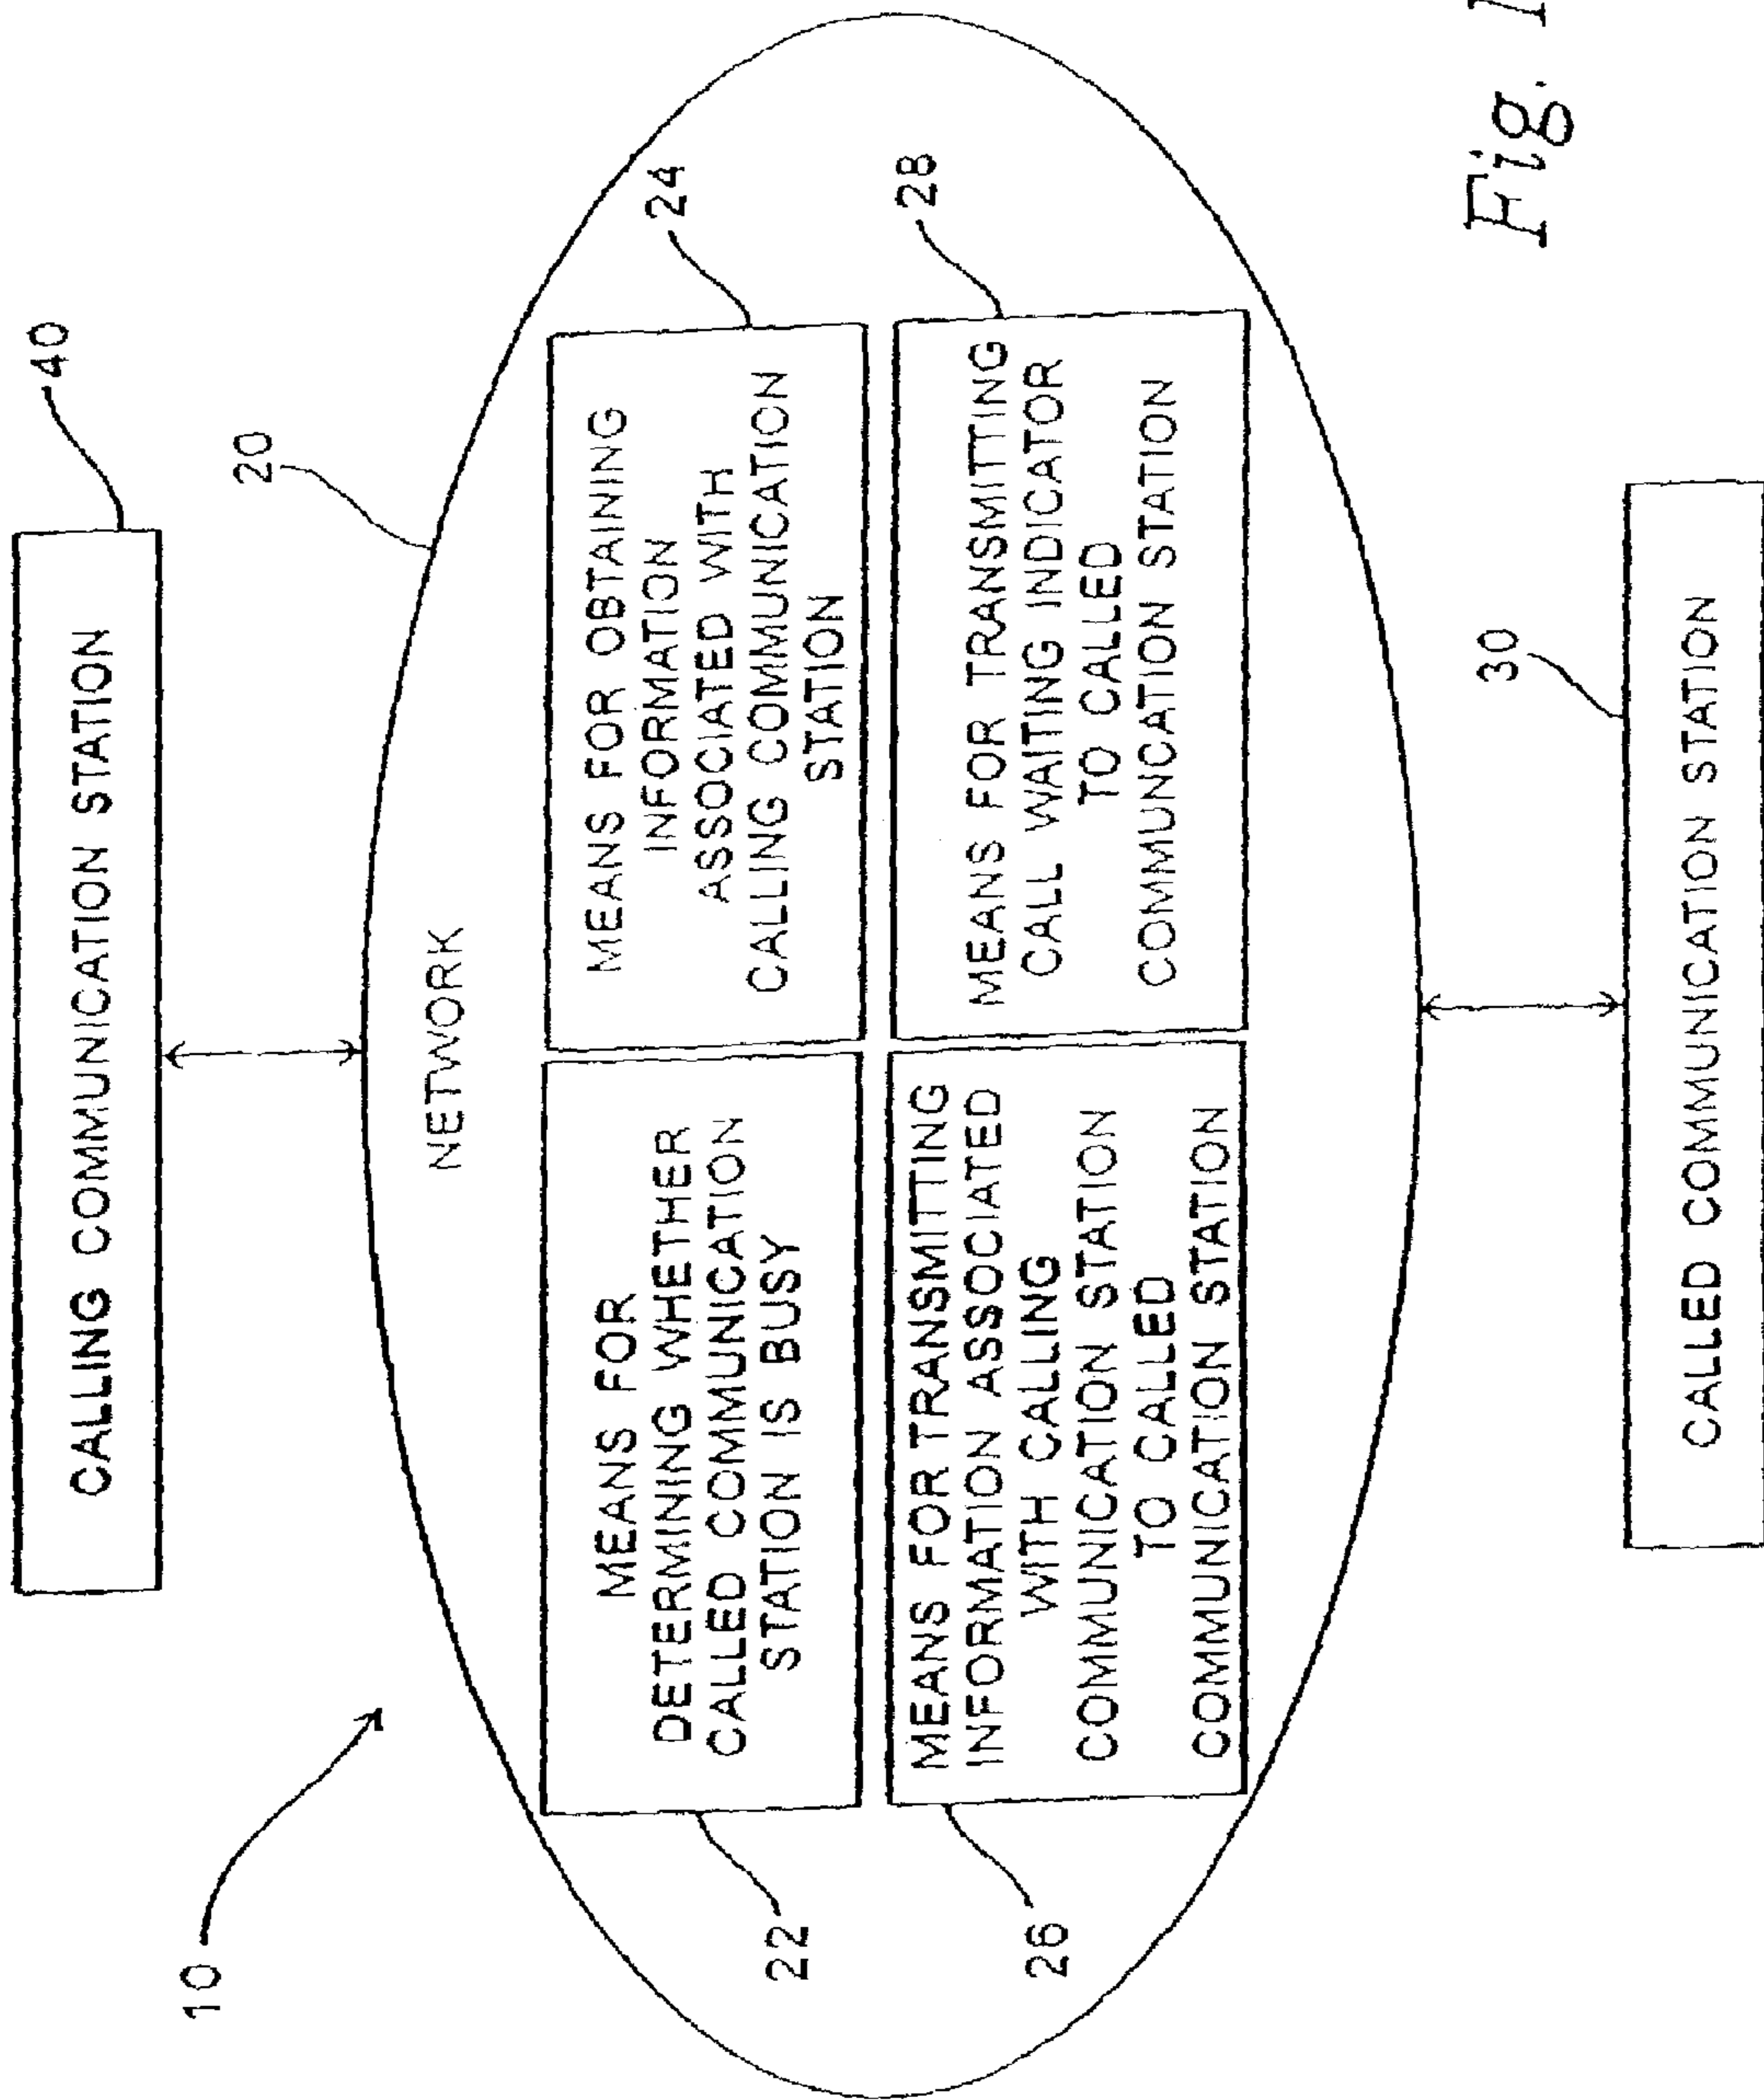 10
CALLING COMMUNICATION STATION
40
20
NETWORK
MEANS FOR
DETERMINING WHETHER
CALLED COMMUNICATION
STATION IS BUSY
22
MEANS FOR OBTAINING
INFORMATION
ASSOCIATED WITH
CALLING COMMUNICATION
STATION
24
MEANS FOR TRANSMITTING
INFORMATION ASSOCIATED
WITH CALLING
COMMUNICATION STATION
TO CALLED
COMMUNICATION STATION
26
MEANS FOR TRANSMITTING
CALL WAITING INDICATOR
TO CALLED
COMMUNICATION STATION
28
30
CALLED COMMUNICATION STATION
Fig. 1